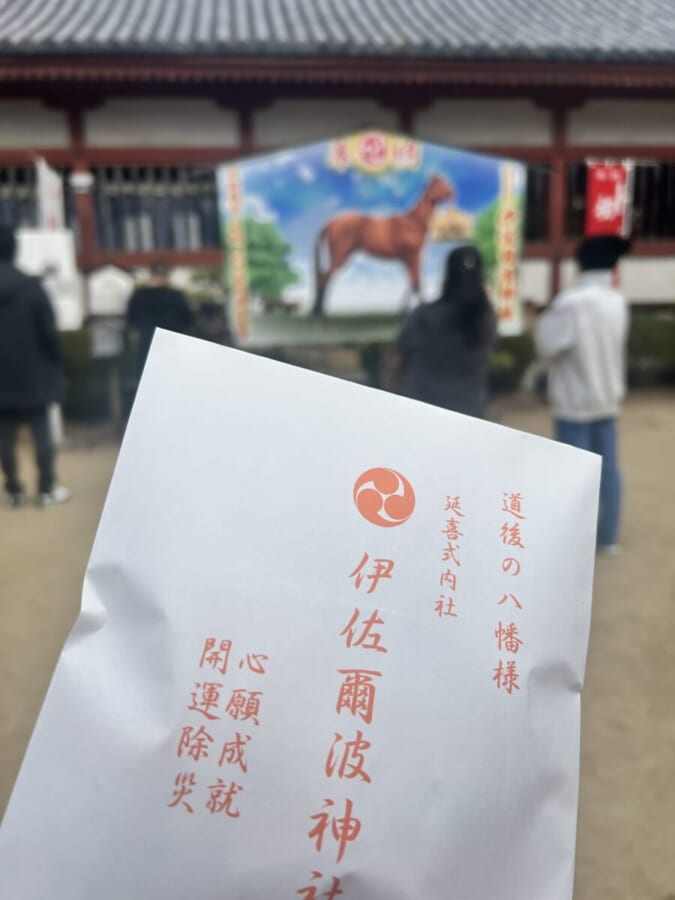 道後の八幡様
延喜式内社
伊佐爾波神社
心願成就
開運除災